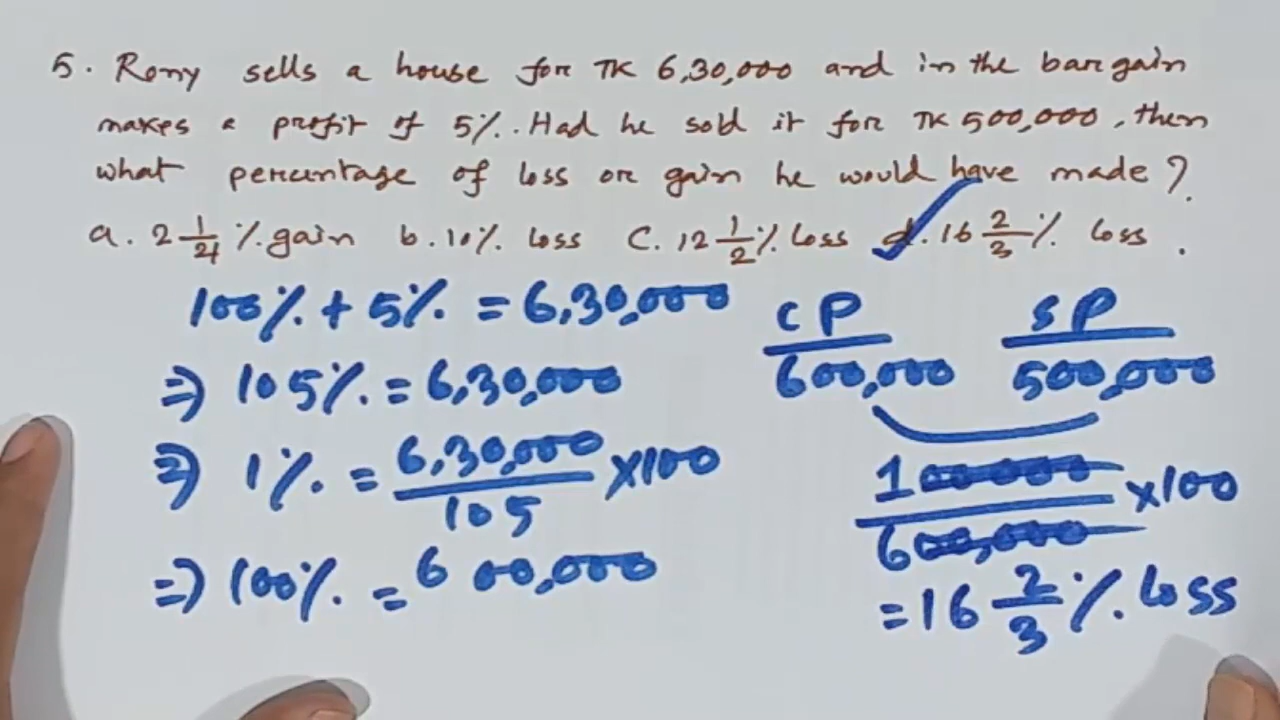 5. Rony sells a house for TK 6,30,000 and in the bargain
makes a profit of 5%. Had he sold it for TK 500,000, then
what percentage of loss or gain he would have made?
a. 2 1/4 % gain b. 10% loss c. 12 1/2 % loss d. 16 2/3 % loss.
100% + 5% = 6,30,000
⇒ 105% = 6,30,000
⇒ 1% = 6,30,000/105 ×100
⇒ 100% = 600,000
CP SP
600,000 500,000
100000/600,000 ×100
= 16 2/3 % loss